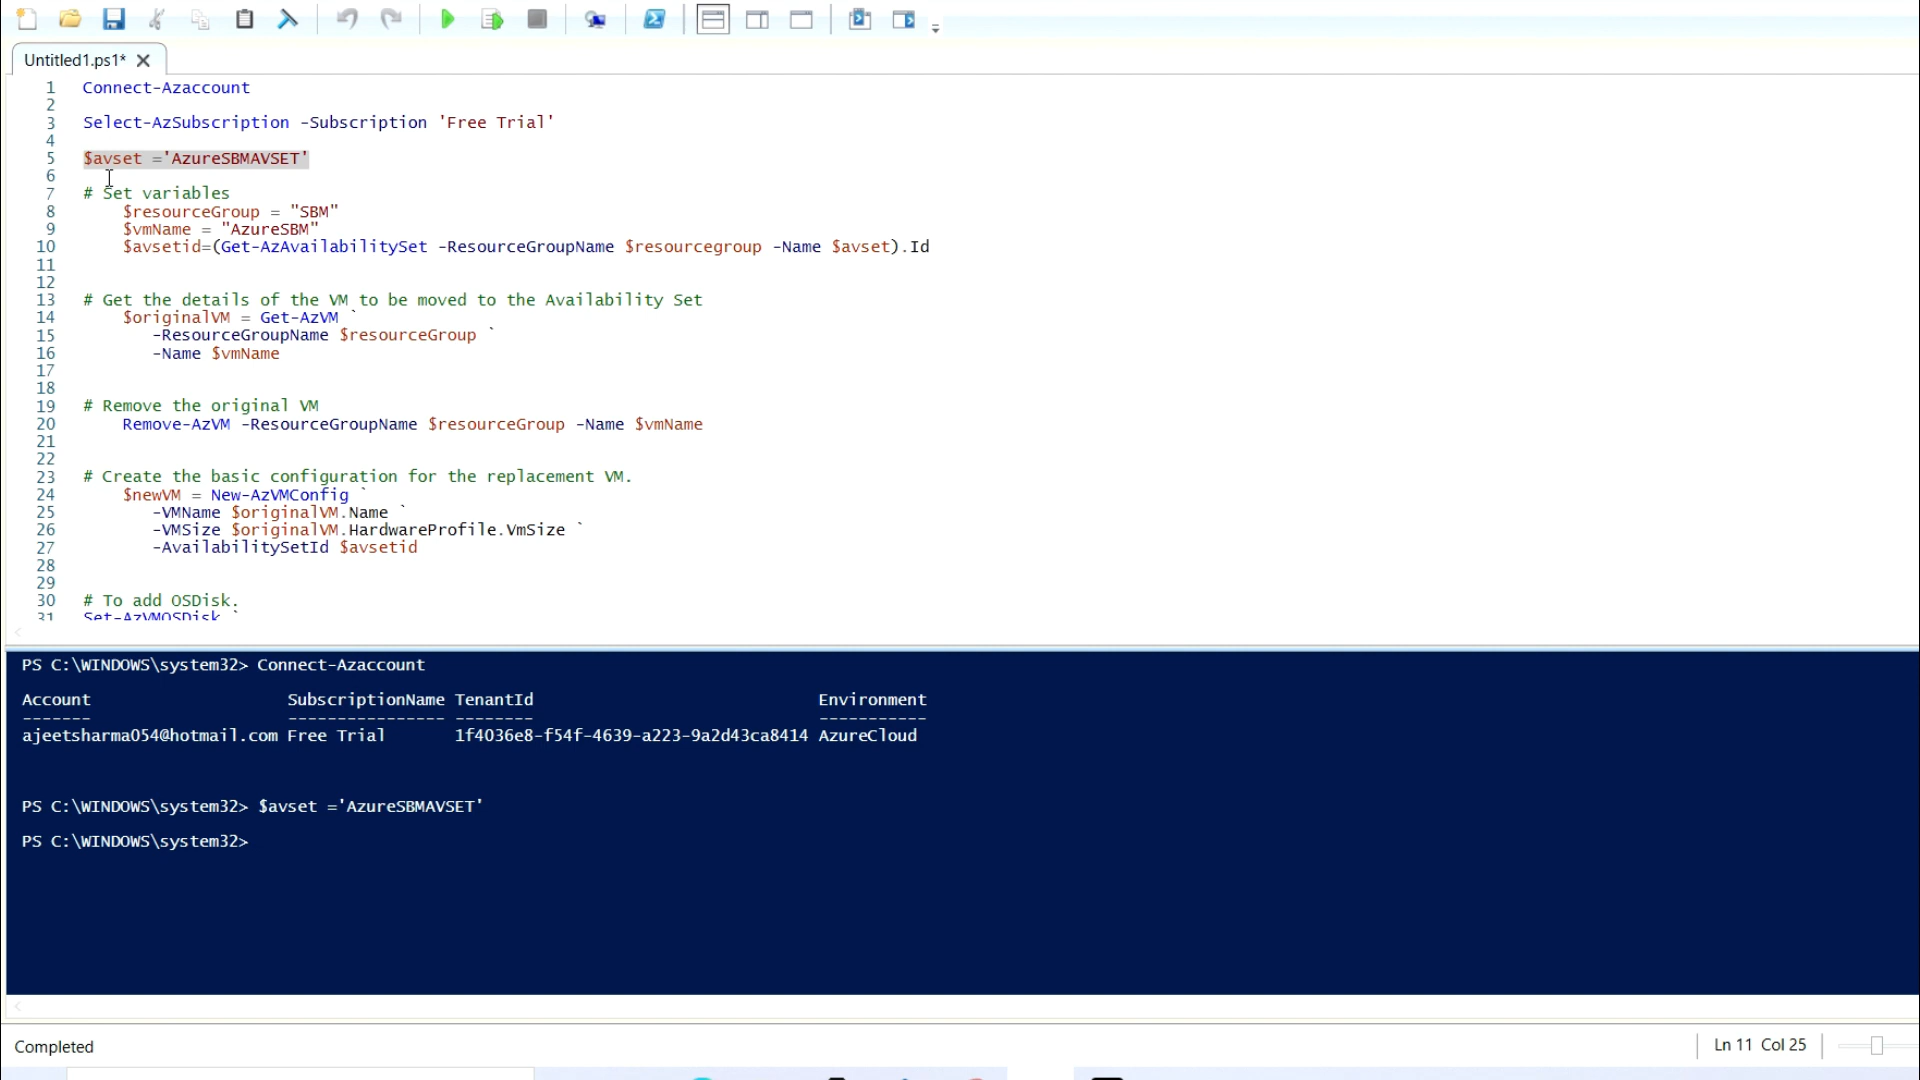 Untitled1.ps1*
1 Connect-Azaccount
2
3 Select-AzSubscription -Subscription 'Free Trial'
4
5 $avset ='AzureSBMAVSET'
6
7 # Set variables
8 $resourceGroup = "SBM"
9 $vmName = "AzureSBM"
10 $avsetid=(Get-AzAvailabilitySet -ResourceGroupName $resourcegroup -Name $avset).Id
11
12
13 # Get the details of the VM to be moved to the Availability Set
14 $originalVM = Get-AzVM `
15 -ResourceGroupName $resourceGroup `
16 -Name $vmName
17
18
19 # Remove the original VM
20 Remove-AzVM -ResourceGroupName $resourceGroup -Name $vmName
21
22
23 # Create the basic configuration for the replacement VM.
24 $newVM = New-AzVMConfig `
25 -VMName $originalVM.Name `
26 -VMSize $originalVM.HardwareProfile.VmSize `
27 -AvailabilitySetId $avsetid
28
29
30 # To add OSDisk.
31 Set-AzVMOSDisk `
PS C:\WINDOWS\system32> Connect-Azaccount
Account SubscriptionName TenantId Environment
------- ---------------- -------- -----------
ajeetsharma054@hotmail.com Free Trial 1f4036e8-f54f-4639-a223-9a2d43ca8414 AzureCloud
PS C:\WINDOWS\system32> $avset ='AzureSBMAVSET'
PS C:\WINDOWS\system32>
Completed
Ln 11 Col 25